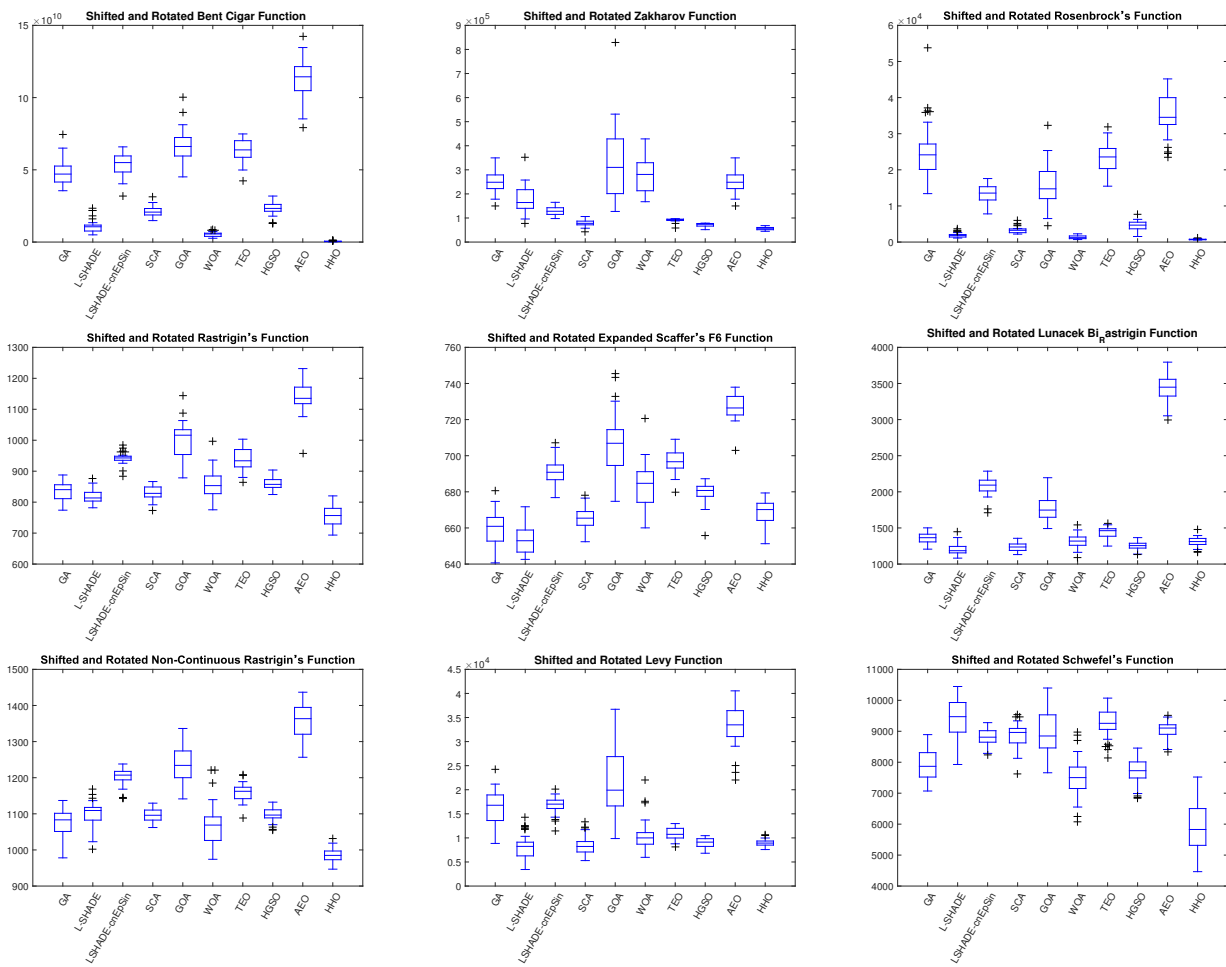 Shifted and Rotated Bent Cigar Function
×10^10
15
10
5
0
GA
L-SHADE
LSHADE-cnEpSin
SCA
GOA
WOA
TEO
HGSO
AEO
HHO
Shifted and Rotated Zakharov Function
×10^5
9
8
7
6
5
4
3
2
1
0
GA
L-SHADE
LSHADE-cnEpSin
SCA
GOA
WOA
TEO
HGSO
AEO
HHO
Shifted and Rotated Rosenbrock's Function
×10^4
6
5
4
3
2
1
0
GA
L-SHADE
LSHADE-cnEpSin
SCA
GOA
WOA
TEO
HGSO
AEO
HHO
Shifted and Rotated Rastrigin's Function
1300
1200
1100
1000
900
800
700
600
GA
L-SHADE
LSHADE-cnEpSin
SCA
GOA
WOA
TEO
HGSO
AEO
HHO
Shifted and Rotated Expanded Scaffer's F6 Function
760
740
720
700
680
660
640
GA
L-SHADE
LSHADE-cnEpSin
SCA
GOA
WOA
TEO
HGSO
AEO
HHO
Shifted and Rotated Lunacek Bi_Rastrigin Function
4000
3500
3000
2500
2000
1500
1000
GA
L-SHADE
LSHADE-cnEpSin
SCA
GOA
WOA
TEO
HGSO
AEO
HHO
Shifted and Rotated Non-Continuous Rastrigin's Function
1500
1400
1300
1200
1100
1000
900
GA
L-SHADE
LSHADE-cnEpSin
SCA
GOA
WOA
TEO
HGSO
AEO
HHO
Shifted and Rotated Levy Function
×10^4
4.5
4
3.5
3
2.5
2
1.5
1
0.5
0
GA
L-SHADE
LSHADE-cnEpSin
SCA
GOA
WOA
TEO
HGSO
AEO
HHO
Shifted and Rotated Schwefel's Function
11000
10000
9000
8000
7000
6000
5000
4000
GA
L-SHADE
LSHADE-cnEpSin
SCA
GOA
WOA
TEO
HGSO
AEO
HHO